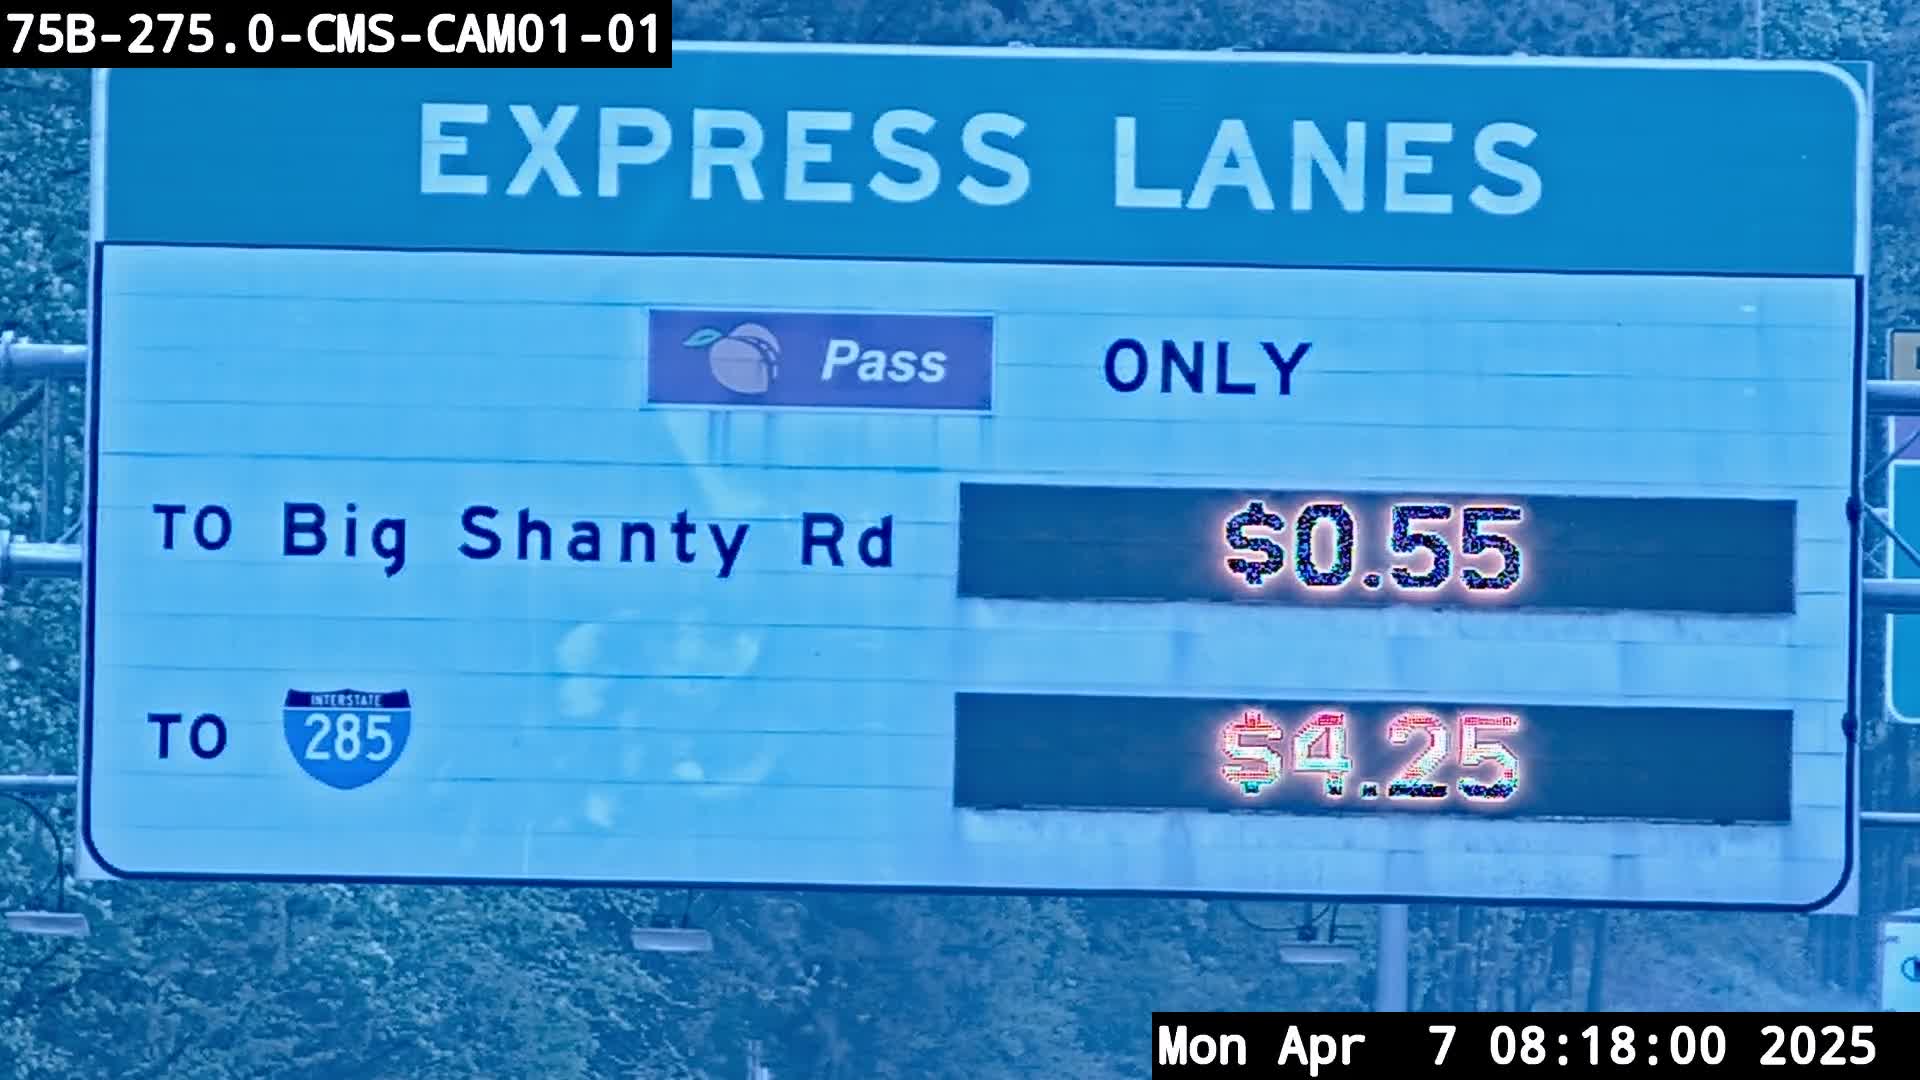 75B-275.0-CMS-CAM01-01
EXPRESS LANES
Pass ONLY
TO Big Shanty Rd $0.55
TO INTERSTATE 285 $4.25
Mon Apr 7 08:18:00 2025